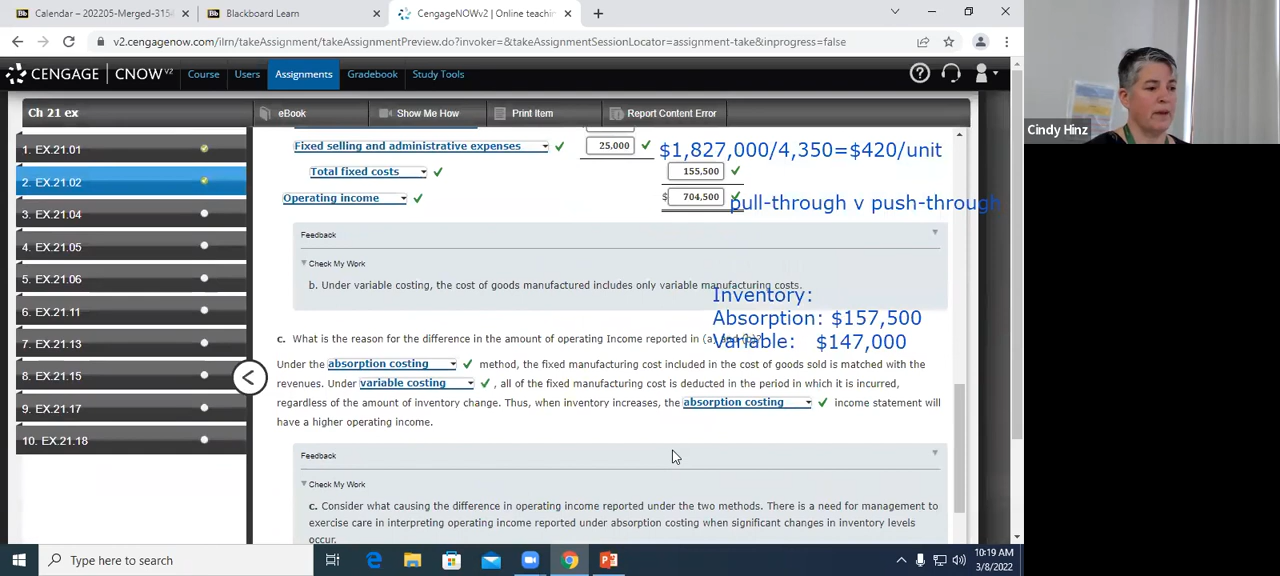 Calendar – 202205-Merged-3154
Blackboard Learn
CengageNOWv2 | Online teachin
v2.cengagenow.com/ilrn/takeAssignment/takeAssignmentPreview.do?invoker=&takeAssignmentSessionLocator=assignment-take&inprogress=false
CENGAGE CNOWv2 Course Users Assignments Gradebook Study Tools
Ch 21 ex
eBook Show Me How Print Item Report Content Error
1. EX.21.01
2. EX.21.02
3. EX.21.04
4. EX.21.05
5. EX.21.06
6. EX.21.11
7. EX.21.13
8. EX.21.15
9. EX.21.17
10. EX.21.18
Fixed selling and administrative expenses 25,000
$1,827,000/4,350=$420/unit
Total fixed costs 155,500
Operating income $ 704,500
pull-through v push-through
Feedback
Check My Work
b. Under variable costing, the cost of goods manufactured includes only variable manufacturing costs.
Inventory:
Absorption: $157,500
Variable: $147,000
c. What is the reason for the difference in the amount of operating Income reported in (a) and (b)?
Under the absorption costing method, the fixed manufacturing cost included in the cost of goods sold is matched with the
revenues. Under variable costing , all of the fixed manufacturing cost is deducted in the period in which it is incurred,
regardless of the amount of inventory change. Thus, when inventory increases, the absorption costing income statement will
have a higher operating income.
Feedback
Check My Work
c. Consider what causing the difference in operating income reported under the two methods. There is a need for management to
exercise care in interpreting operating income reported under absorption costing when significant changes in inventory levels
occur.
Cindy Hinz
Type here to search
10:19 AM
3/8/2022